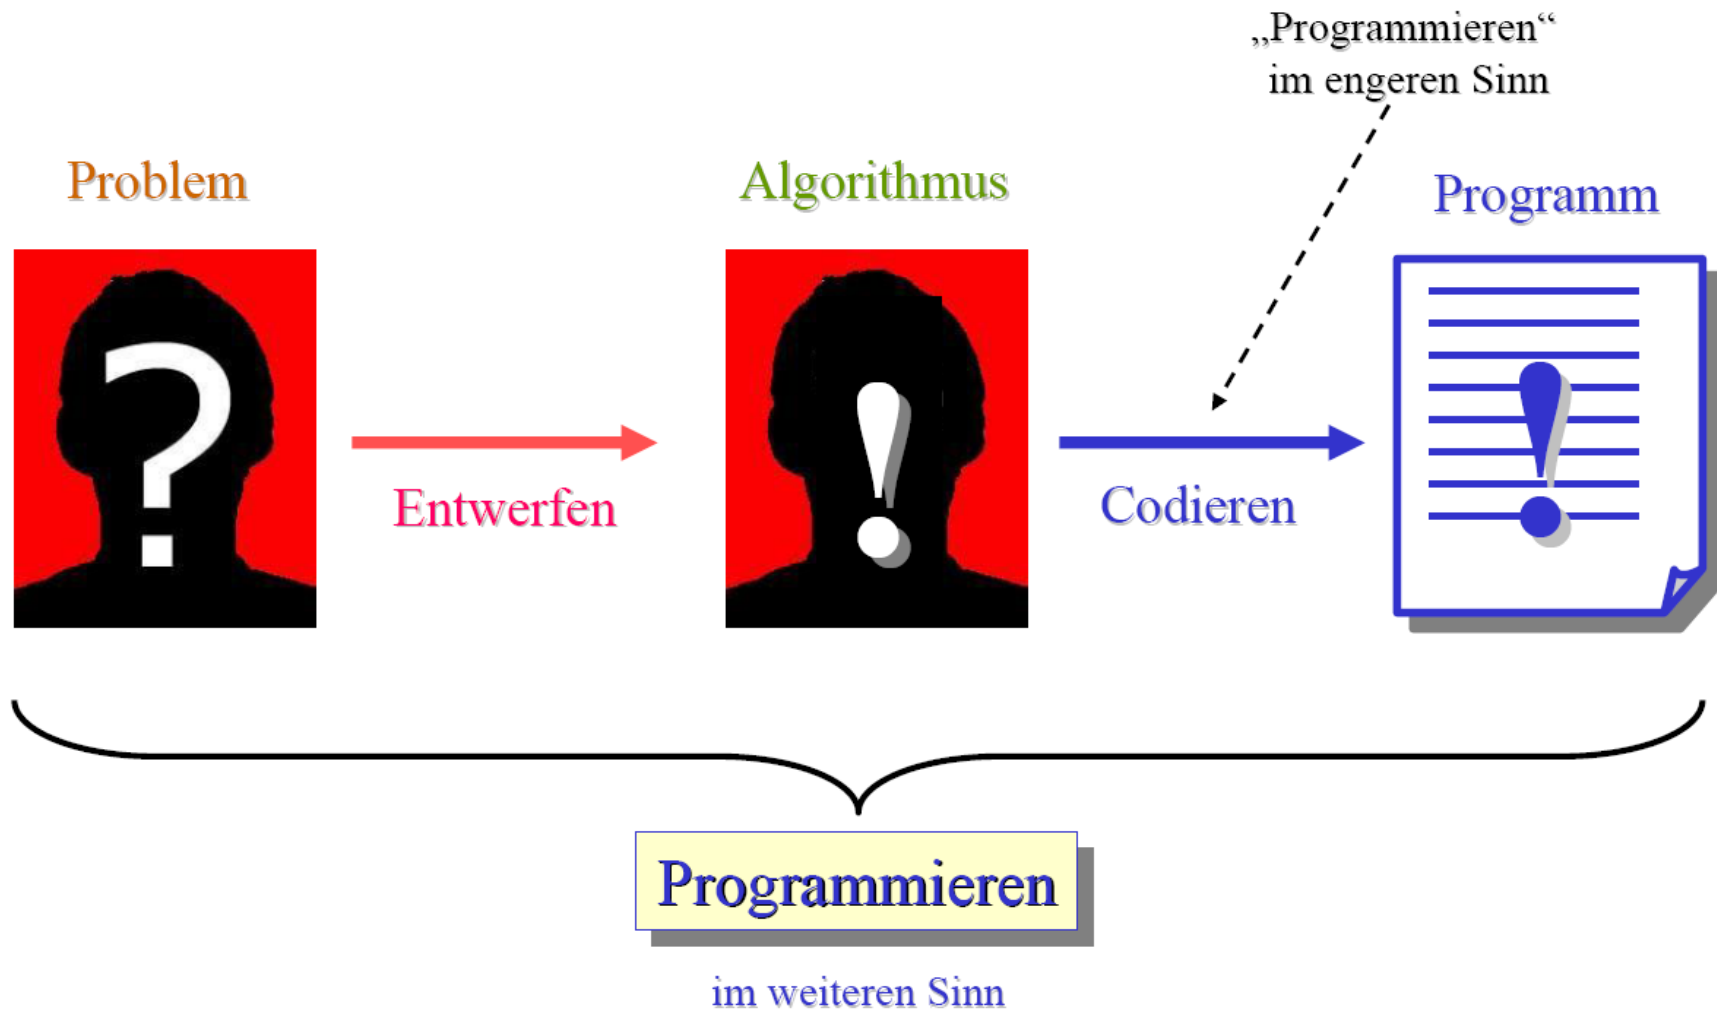 „Programmieren“
im engeren Sinn
Problem
Algorithmus
Programm
?
!
!
Entwerfen
Codieren
Programmieren
im weiteren Sinn